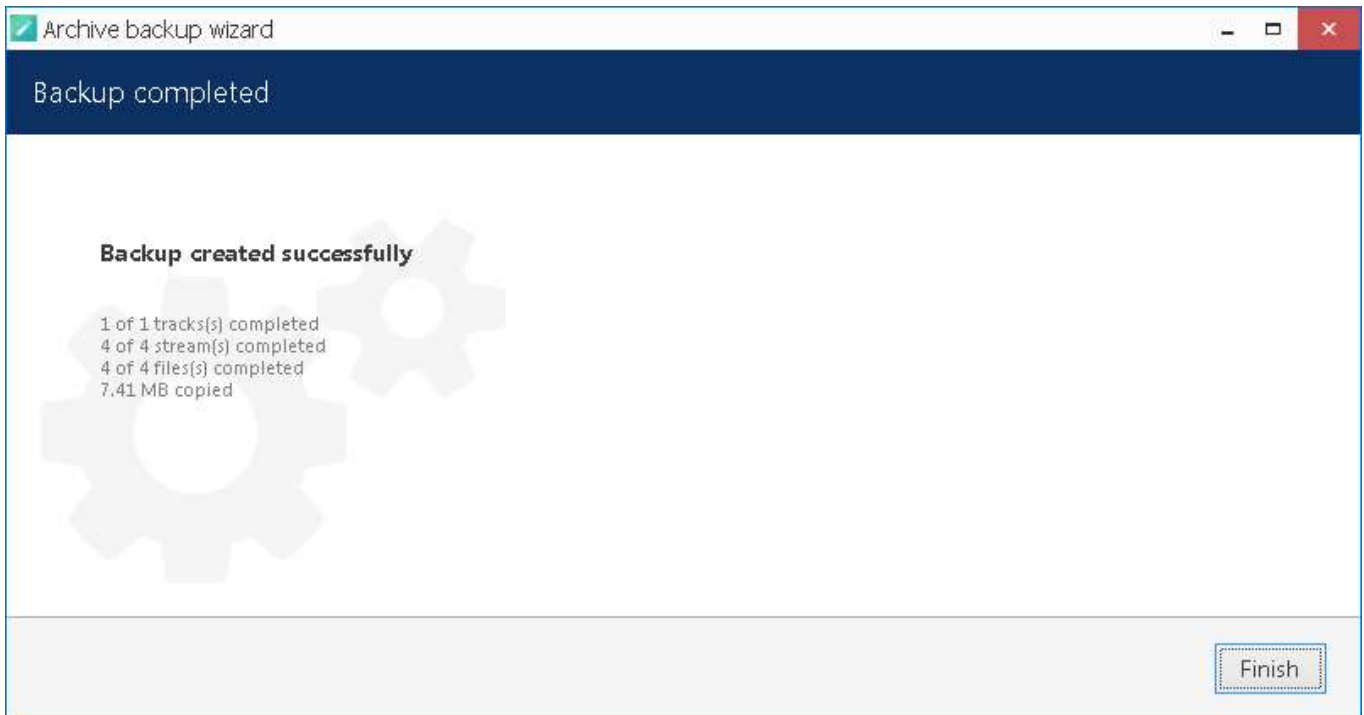 Archive backup wizard
Backup completed
Backup created successfully
1 of 1 tracks(s) completed
4 of 4 stream(s) completed
4 of 4 files(s) completed
7.41 MB copied
Finish